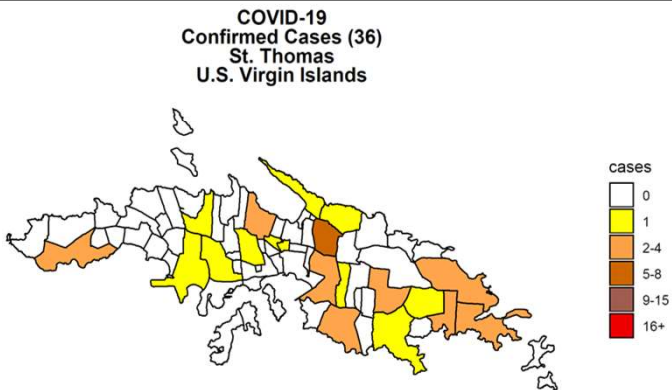 COVID-19
Confirmed Cases (36)
St. Thomas
U.S. Virgin Islands
cases
0
1
2-4
5-8
9-15
16+